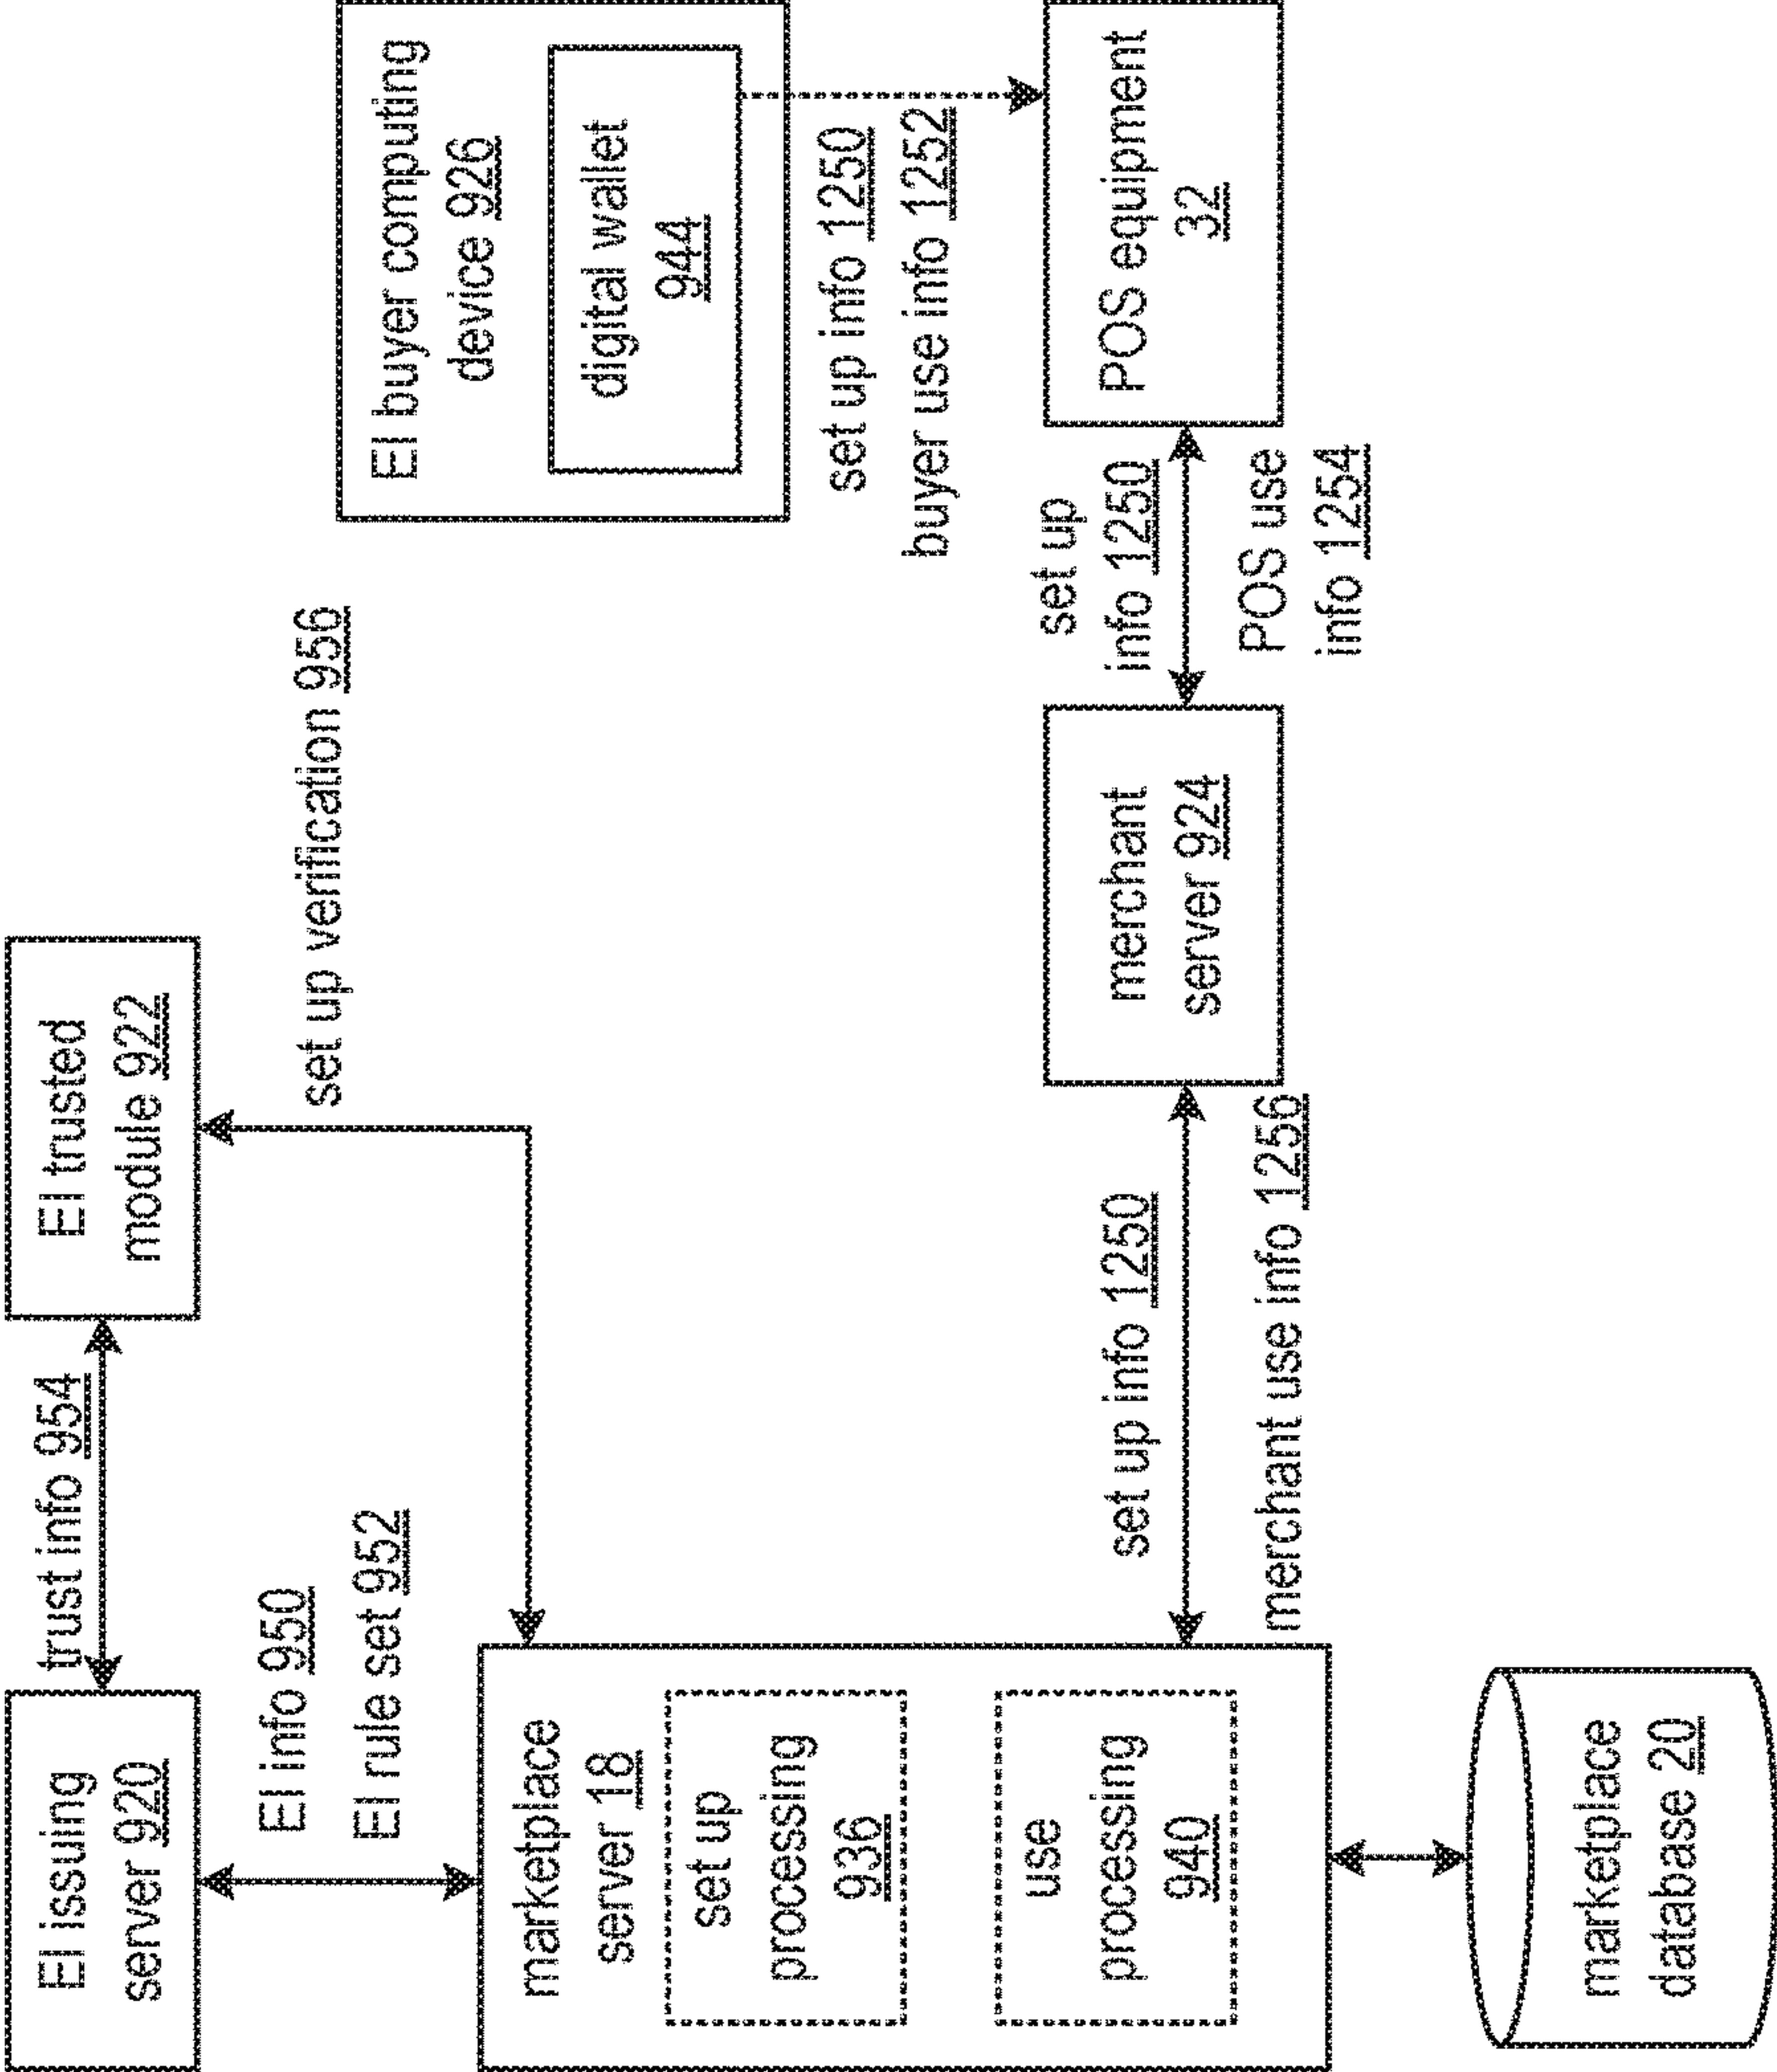 EI issuing
server 920
trust info 954
EI trusted
module 922
EI info 950
EI rule set 952
set up verification 956
EI buyer computing
device 926
digital wallet
944
marketplace
server 18
set up
processing
936
use
processing
940
set up info 1250
buyer use info 1252
set up info 1250
merchant use info 1256
merchant
server 924
set up
info 1250
POS use
info 1254
POS equipment
32
marketplace
database 20